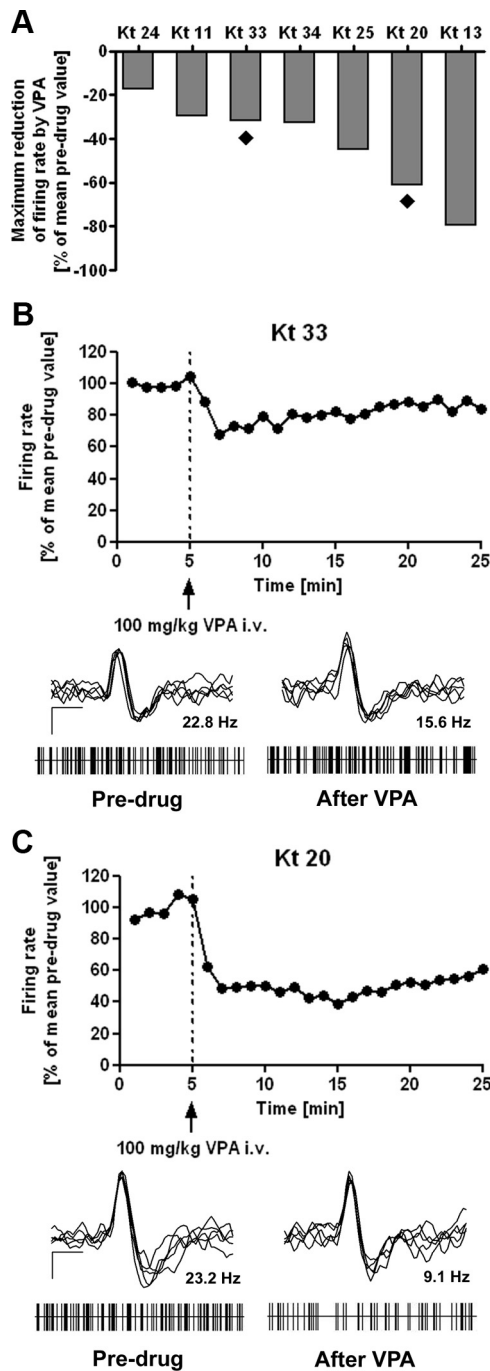 A
Kt 24 Kt 11 Kt 33 Kt 34 Kt 25 Kt 20 Kt 13
Maximum reduction
of firing rate by VPA
[% of mean pre-drug value]
0
-20
-40
-60
-80
-100
B
Kt 33
Firing rate
[% of mean pre-drug value]
120
100
80
60
40
20
0
0 5 10 15 20 25
Time [min]
100 mg/kg VPA i.v.
22.8 Hz 15.6 Hz
Pre-drug After VPA
C
Kt 20
Firing rate
[% of mean pre-drug value]
120
100
80
60
40
20
0
0 5 10 15 20 25
Time [min]
100 mg/kg VPA i.v.
23.2 Hz 9.1 Hz
Pre-drug After VPA